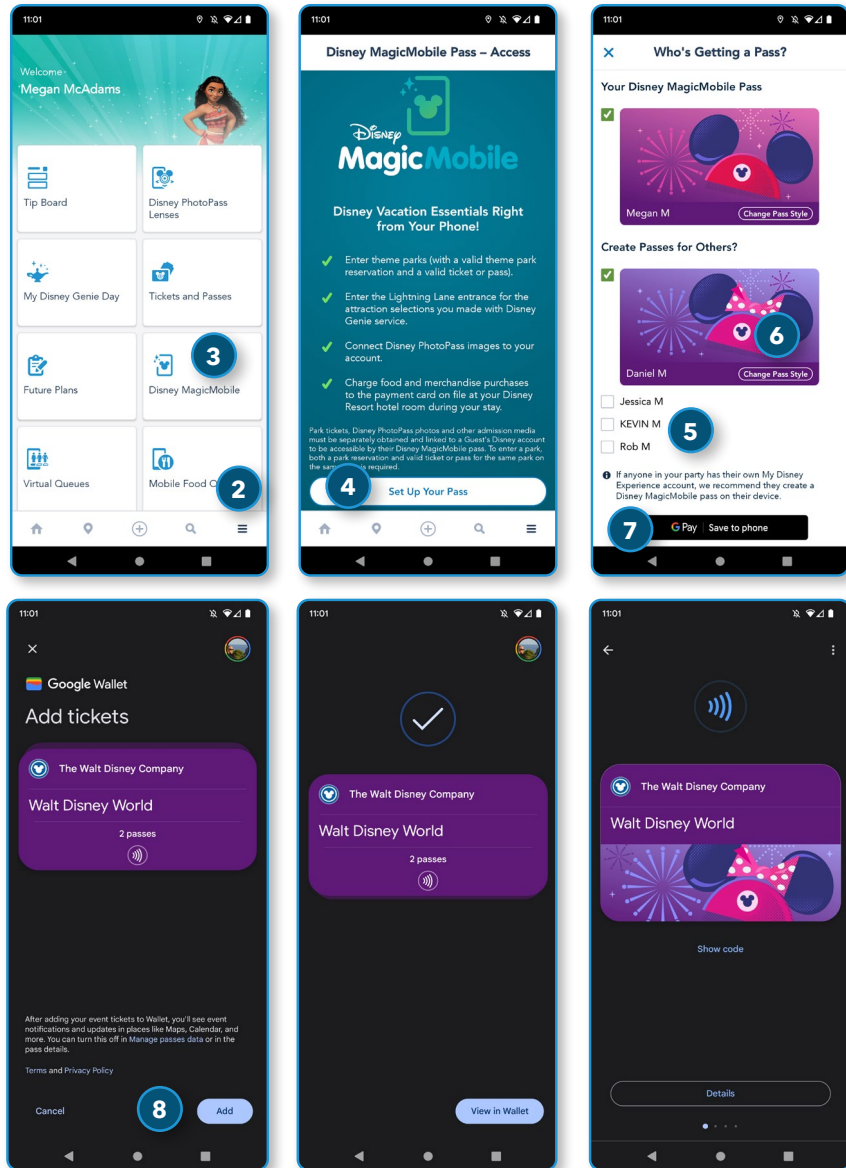 11:01
Welcome
Megan McAdams
Tip Board
Disney PhotoPass
Lenses
My Disney Genie Day
Tickets and Passes
3
Future Plans
Disney MagicMobile
Virtual Queues
Mobile Food O
2
11:01
Disney MagicMobile Pass – Access
Disney
MagicMobile
Disney Vacation Essentials Right
from Your Phone!
Enter theme parks (with a valid theme park
reservation and a valid ticket or pass).
Enter the Lightning Lane entrance for the
attraction selections you made with Disney
Genie service.
Connect Disney PhotoPass images to your
account.
Charge food and merchandise purchases
to the payment card on file at your Disney
Resort hotel room during your stay.
Park tickets, Disney PhotoPass photos and other admission media
must be separately obtained and linked to a Guest's Disney account
to be accessible by their Disney MagicMobile pass. To enter a park,
both a park reservation and valid ticket or pass for the same park on
the same is required.
4
Set Up Your Pass
11:01
Who's Getting a Pass?
Your Disney MagicMobile Pass
Megan M
Change Pass Style
Create Passes for Others?
6
Daniel M
Change Pass Style
Jessica M
KEVIN M
5
Rob M
If anyone in your party has their own My Disney
Experience account, we recommend they create a
Disney MagicMobile pass on their device.
7
G Pay Save to phone
11:01
Google Wallet
Add tickets
The Walt Disney Company
Walt Disney World
2 passes
After adding your event tickets to Wallet, you'll see event
notifications and updates in places like Maps, Calendar, and
more. You can turn this off in Manage passes data or in the
pass details.
Terms and Privacy Policy
Cancel
8
Add
11:01
The Walt Disney Company
Walt Disney World
2 passes
View in Wallet
11:01
The Walt Disney Company
Walt Disney World
Show code
Details